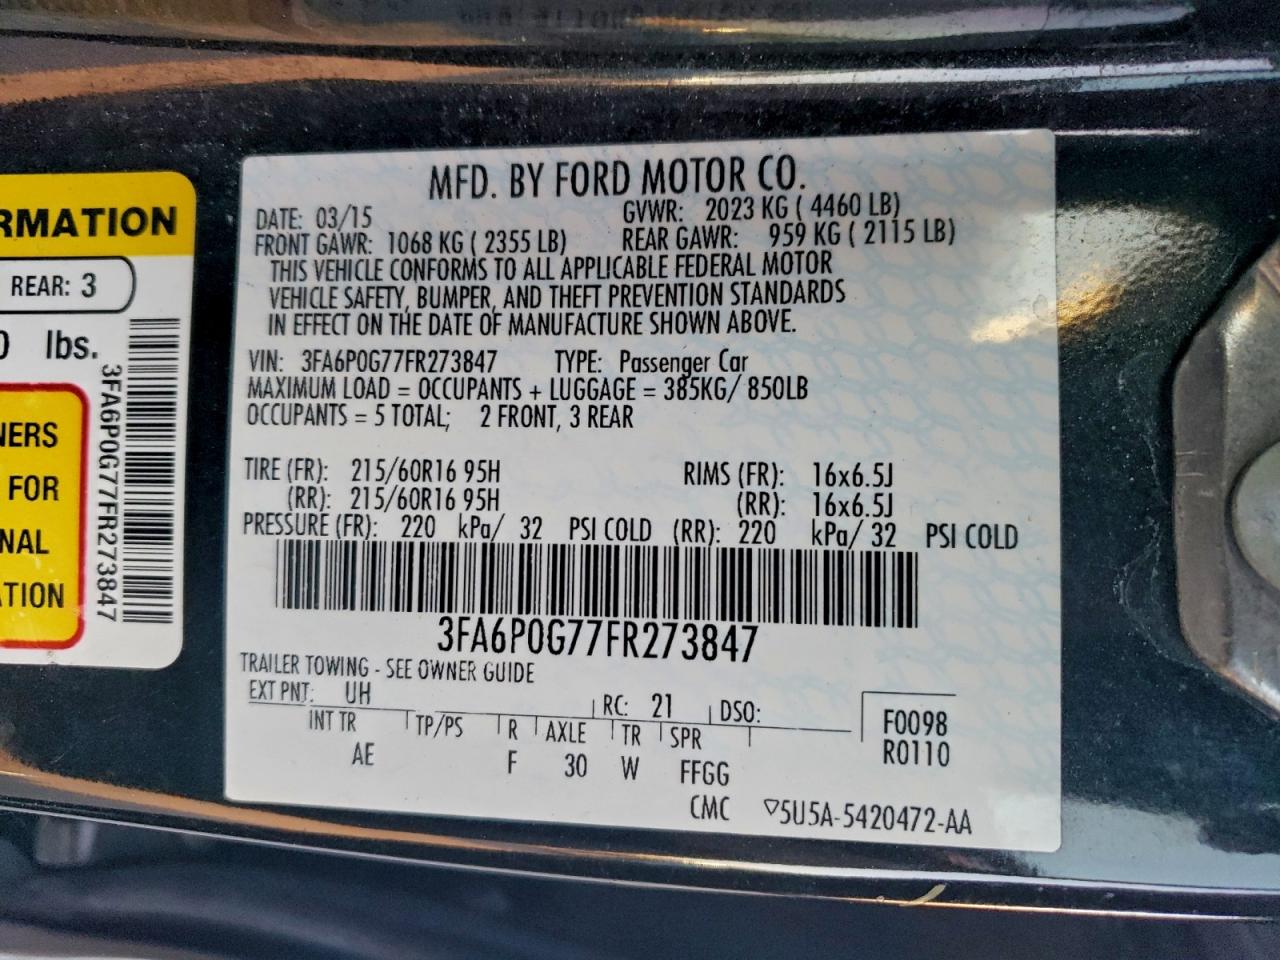 MFD. BY FORD MOTOR CO.
DATE: 03/15 GVWR: 2023 KG ( 4460 LB)
FRONT GAWR: 1068 KG ( 2355 LB) REAR GAWR: 959 KG ( 2115 LB)
THIS VEHICLE CONFORMS TO ALL APPLICABLE FEDERAL MOTOR
VEHICLE SAFETY, BUMPER, AND THEFT PREVENTION STANDARDS
IN EFFECT ON THE DATE OF MANUFACTURE SHOWN ABOVE.
VIN: 3FA6P0G77FR273847 TYPE: Passenger Car
MAXIMUM LOAD = OCCUPANTS + LUGGAGE = 385KG/ 850LB
OCCUPANTS = 5 TOTAL; 2 FRONT, 3 REAR
TIRE (FR): 215/60R16 95H RIMS (FR): 16x6.5J
(RR): 215/60R16 95H (RR): 16x6.5J
PRESSURE (FR): 220 kPa/ 32 PSI COLD (RR): 220 kPa/ 32 PSI COLD
3FA6P0G77FR273847
TRAILER TOWING - SEE OWNER GUIDE
EXT PNT: UH RC: 21 DSO:
INT TR TP/PS R AXLE TR SPR
AE F 30 W FFGG
F0098
R0110
CMC ▽5U5A-5420472-AA
RMATION
REAR: 3
0 lbs.
NERS
FOR
NAL
ATION
3FA6P0G77FR273847